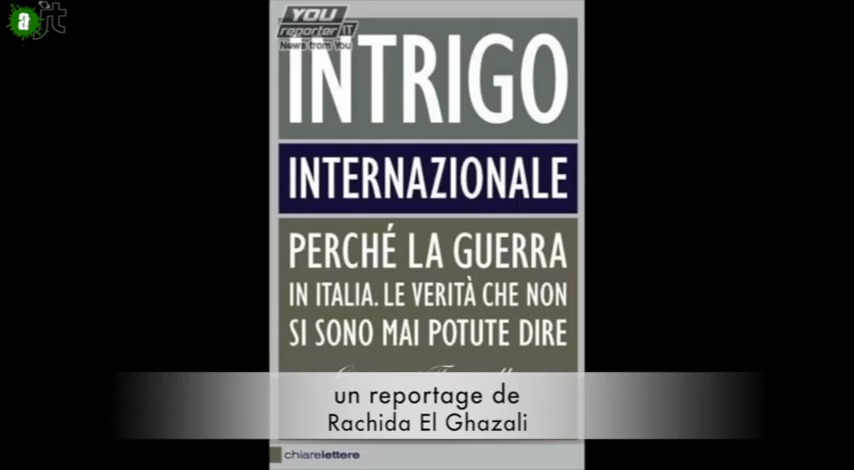 a it
YOU
reporter IT
News from You
INTRIGO
INTERNAZIONALE
PERCHÉ LA GUERRA
IN ITALIA. LE VERITÀ CHE NON
SI SONO MAI POTUTE DIRE
un reportage de
Rachida El Ghazali
chiarelettere